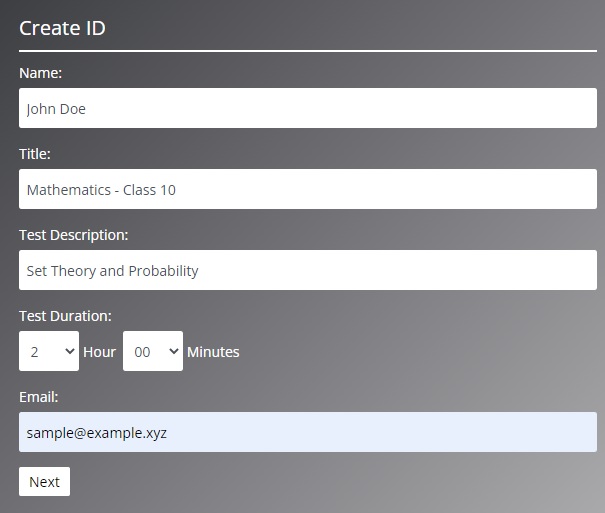 Create ID
Name:
John Doe
Title:
Mathematics - Class 10
Test Description:
Set Theory and Probability
Test Duration:
2 Hour 00 Minutes
Email:
sample@example.xyz
Next